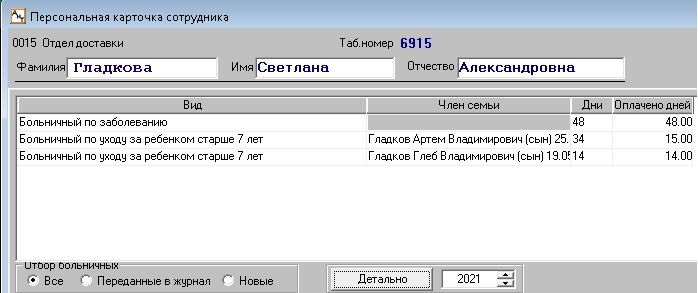 Персональная карточка сотрудника
0015 Отдел доставки Таб.номер 6915
Фамилия Гладкова Имя Светлана Отчество Александровна
Вид Член семьи Дни Оплачено дней
Больничный по заболеванию 48 48.00
Больничный по уходу за ребенком старше 7 лет Гладков Артем Владимирович (сын) 25. 34 15.00
Больничный по уходу за ребенком старше 7 лет Гладков Глеб Владимирович (сын) 19.05 14 14.00
Отбор больничных
Все Переданные в журнал Новые Детально 2021